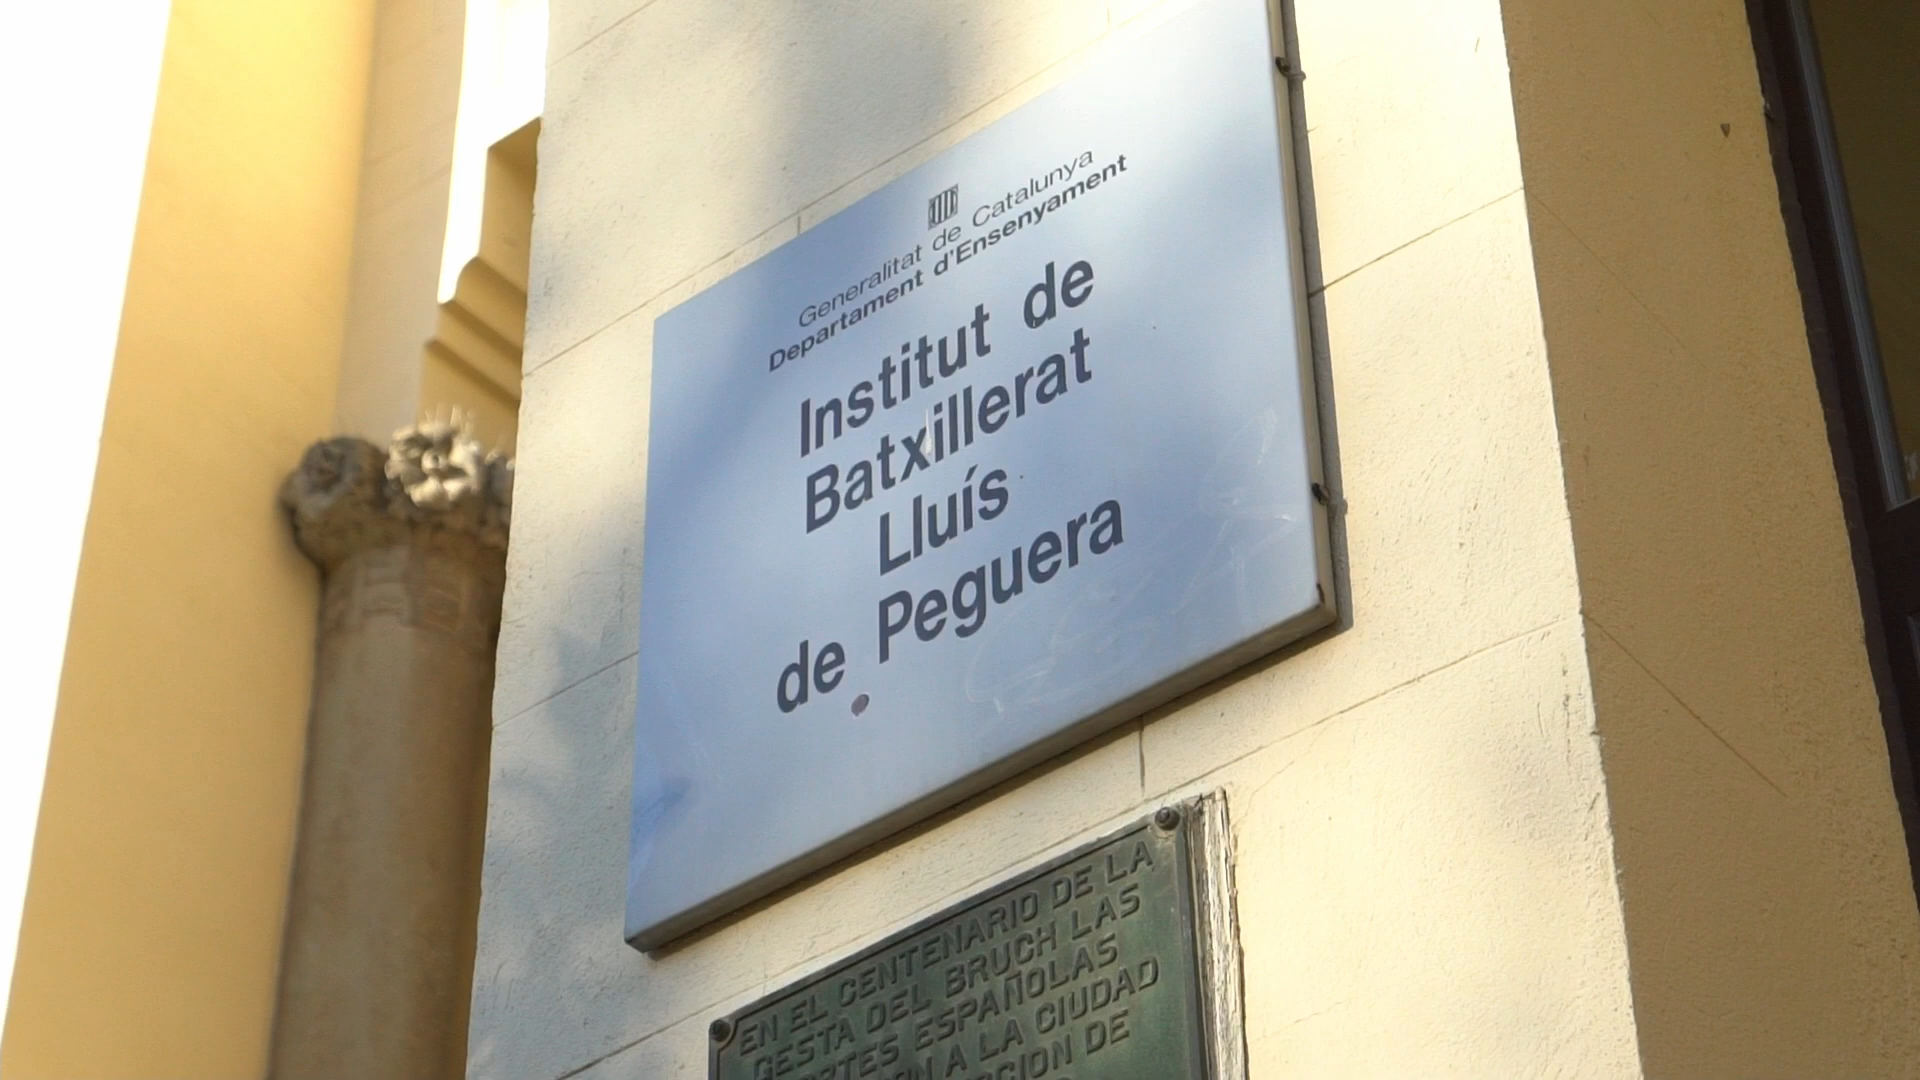 Generalitat de Catalunya
Departament d'Ensenyament
Institut de
Batxillerat
Lluís
de Peguera
EN EL CENTENARIO DE LA
GESTA DEL BRUCH LAS
ESPAÑOLAS
A LA CIUDAD
DE